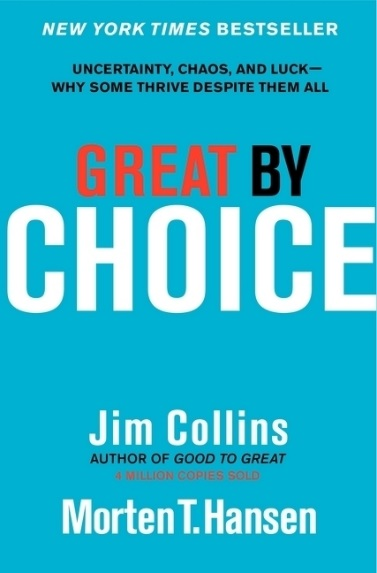 NEW YORK TIMES BESTSELLER
UNCERTAINTY, CHAOS, AND LUCK—
WHY SOME THRIVE DESPITE THEM ALL
GREAT BY
CHOICE
Jim Collins
AUTHOR OF GOOD TO GREAT
4 MILLION COPIES SOLD
Morten T. Hansen